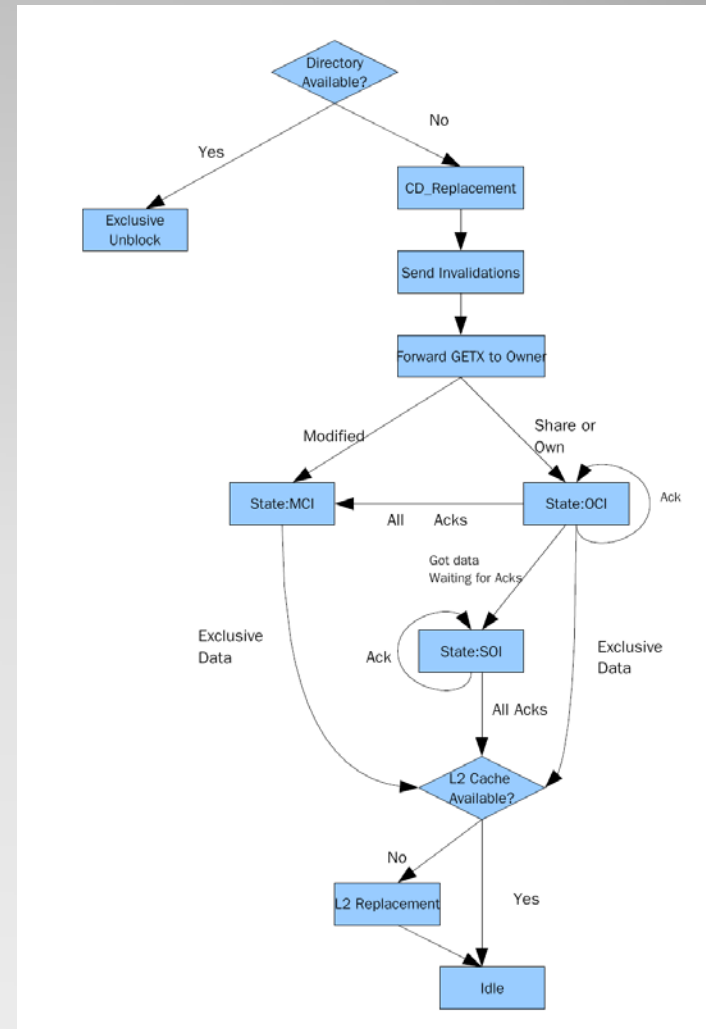 Directory
Available?
No
Yes
CD_Replacement
Exclusive
Unblock
Send Invalidations
Forward GETX to Owner
Modified
Share or
Own
State:MCI
State:OCI
Ack
All Acks
Got data
Waiting for Acks
Exclusive
Data
Ack
State:SOI
Exclusive
Data
All Acks
L2 Cache
Available?
No
L2 Replacement
Yes
Idle